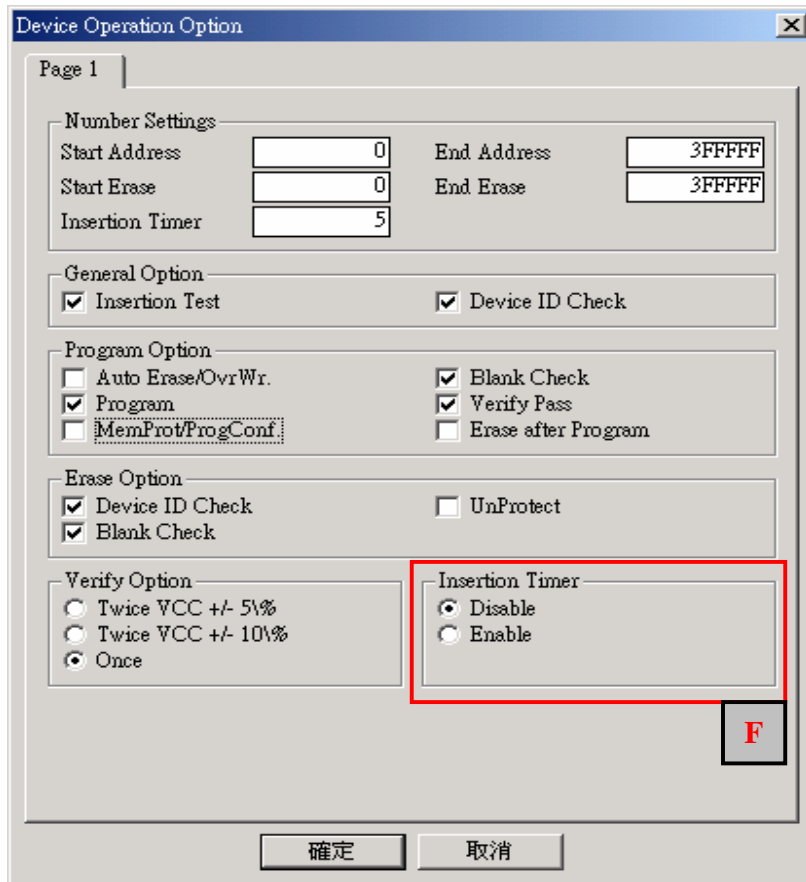 Device Operation Option
Page 1
Number Settings
Start Address 0 End Address 3FFFFF
Start Erase 0 End Erase 3FFFFF
Insertion Timer 5
General Option
Insertion Test Device ID Check
Program Option
Auto Erase/OvrWr. Blank Check
Program Verify Pass
MemProt/ProgConf. Erase after Program
Erase Option
Device ID Check UnProtect
Blank Check
Verify Option Insertion Timer
Twice VCC +/- 5\% Disable
Twice VCC +/- 10\% Enable
Once
F
確定 取消